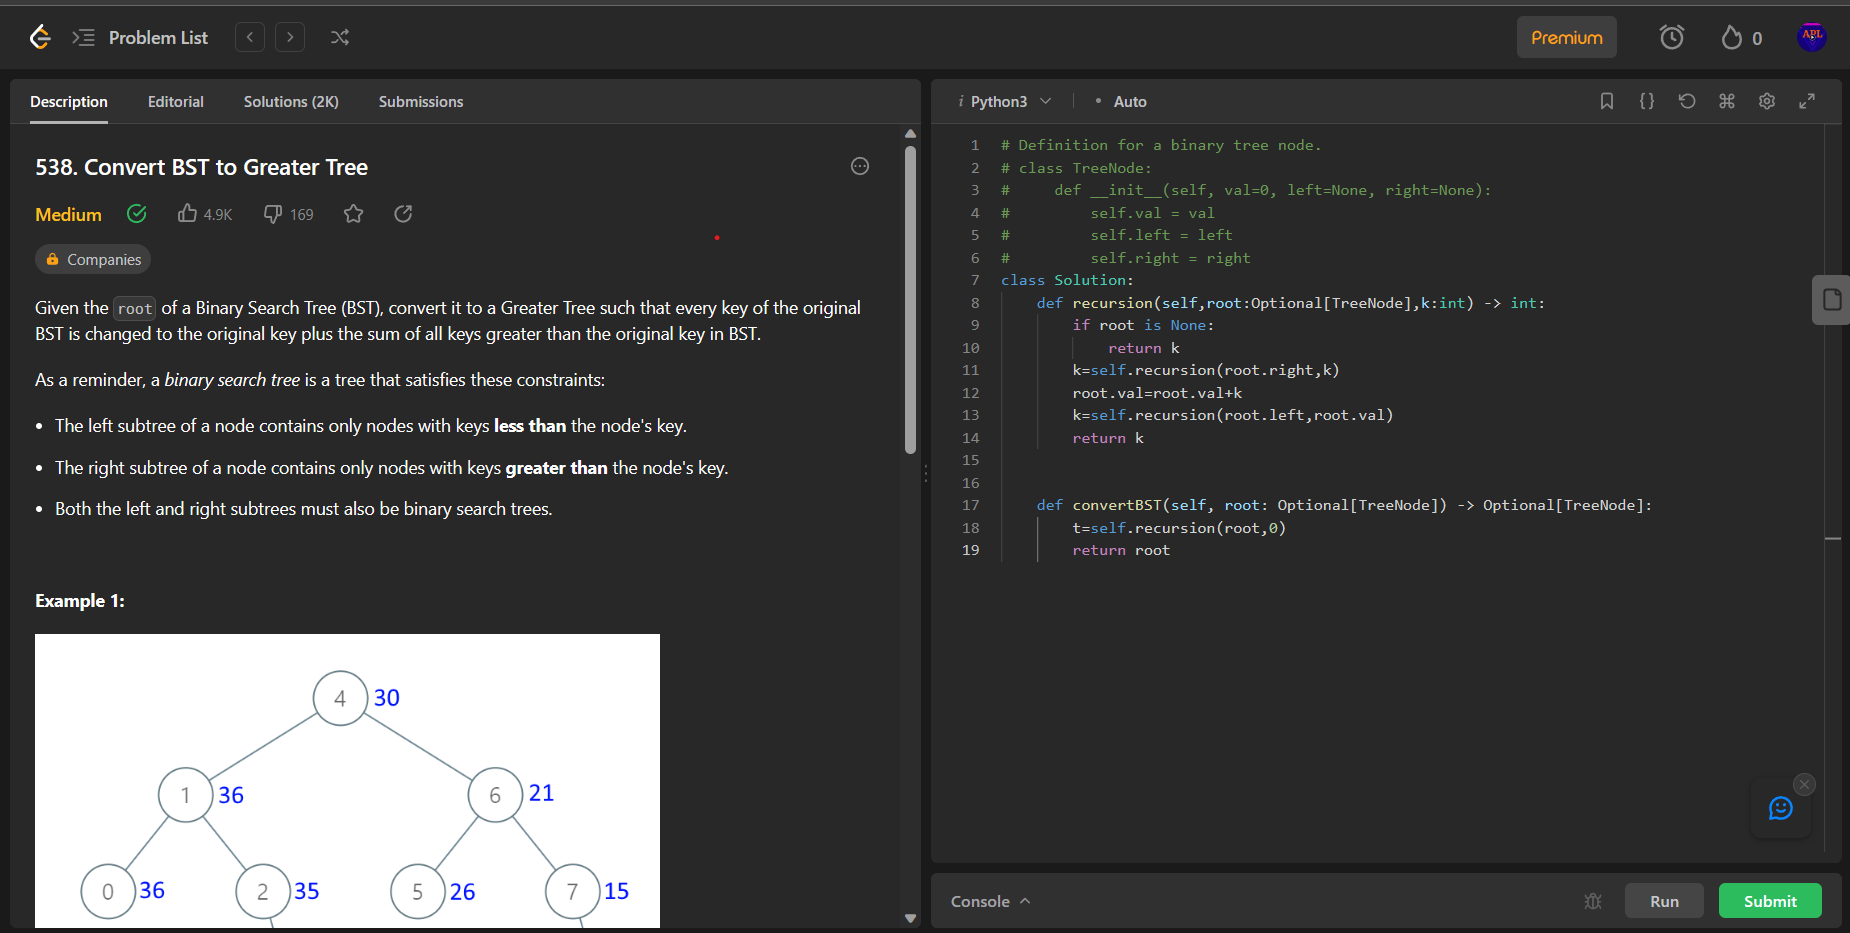 Problem List
Premium
0
APL
Description Editorial Solutions (2K) Submissions
538. Convert BST to Greater Tree
Medium 4.9K 169
Companies
Given the root of a Binary Search Tree (BST), convert it to a Greater Tree such that every key of the original
BST is changed to the original key plus the sum of all keys greater than the original key in BST.
As a reminder, a binary search tree is a tree that satisfies these constraints:
• The left subtree of a node contains only nodes with keys less than the node's key.
• The right subtree of a node contains only nodes with keys greater than the node's key.
• Both the left and right subtrees must also be binary search trees.
Example 1:
4 30
1 36 6 21
0 36 2 35 5 26 7 15
i Python3 • Auto
1 # Definition for a binary tree node.
2 # class TreeNode:
3 #     def __init__(self, val=0, left=None, right=None):
4 #         self.val = val
5 #         self.left = left
6 #         self.right = right
7 class Solution:
8     def recursion(self,root:Optional[TreeNode],k:int) -> int:
9         if root is None:
10             return k
11         k=self.recursion(root.right,k)
12         root.val=root.val+k
13         k=self.recursion(root.left,root.val)
14         return k
15
16
17     def convertBST(self, root: Optional[TreeNode]) -> Optional[TreeNode]:
18         t=self.recursion(root,0)
19         return root
Console Run Submit